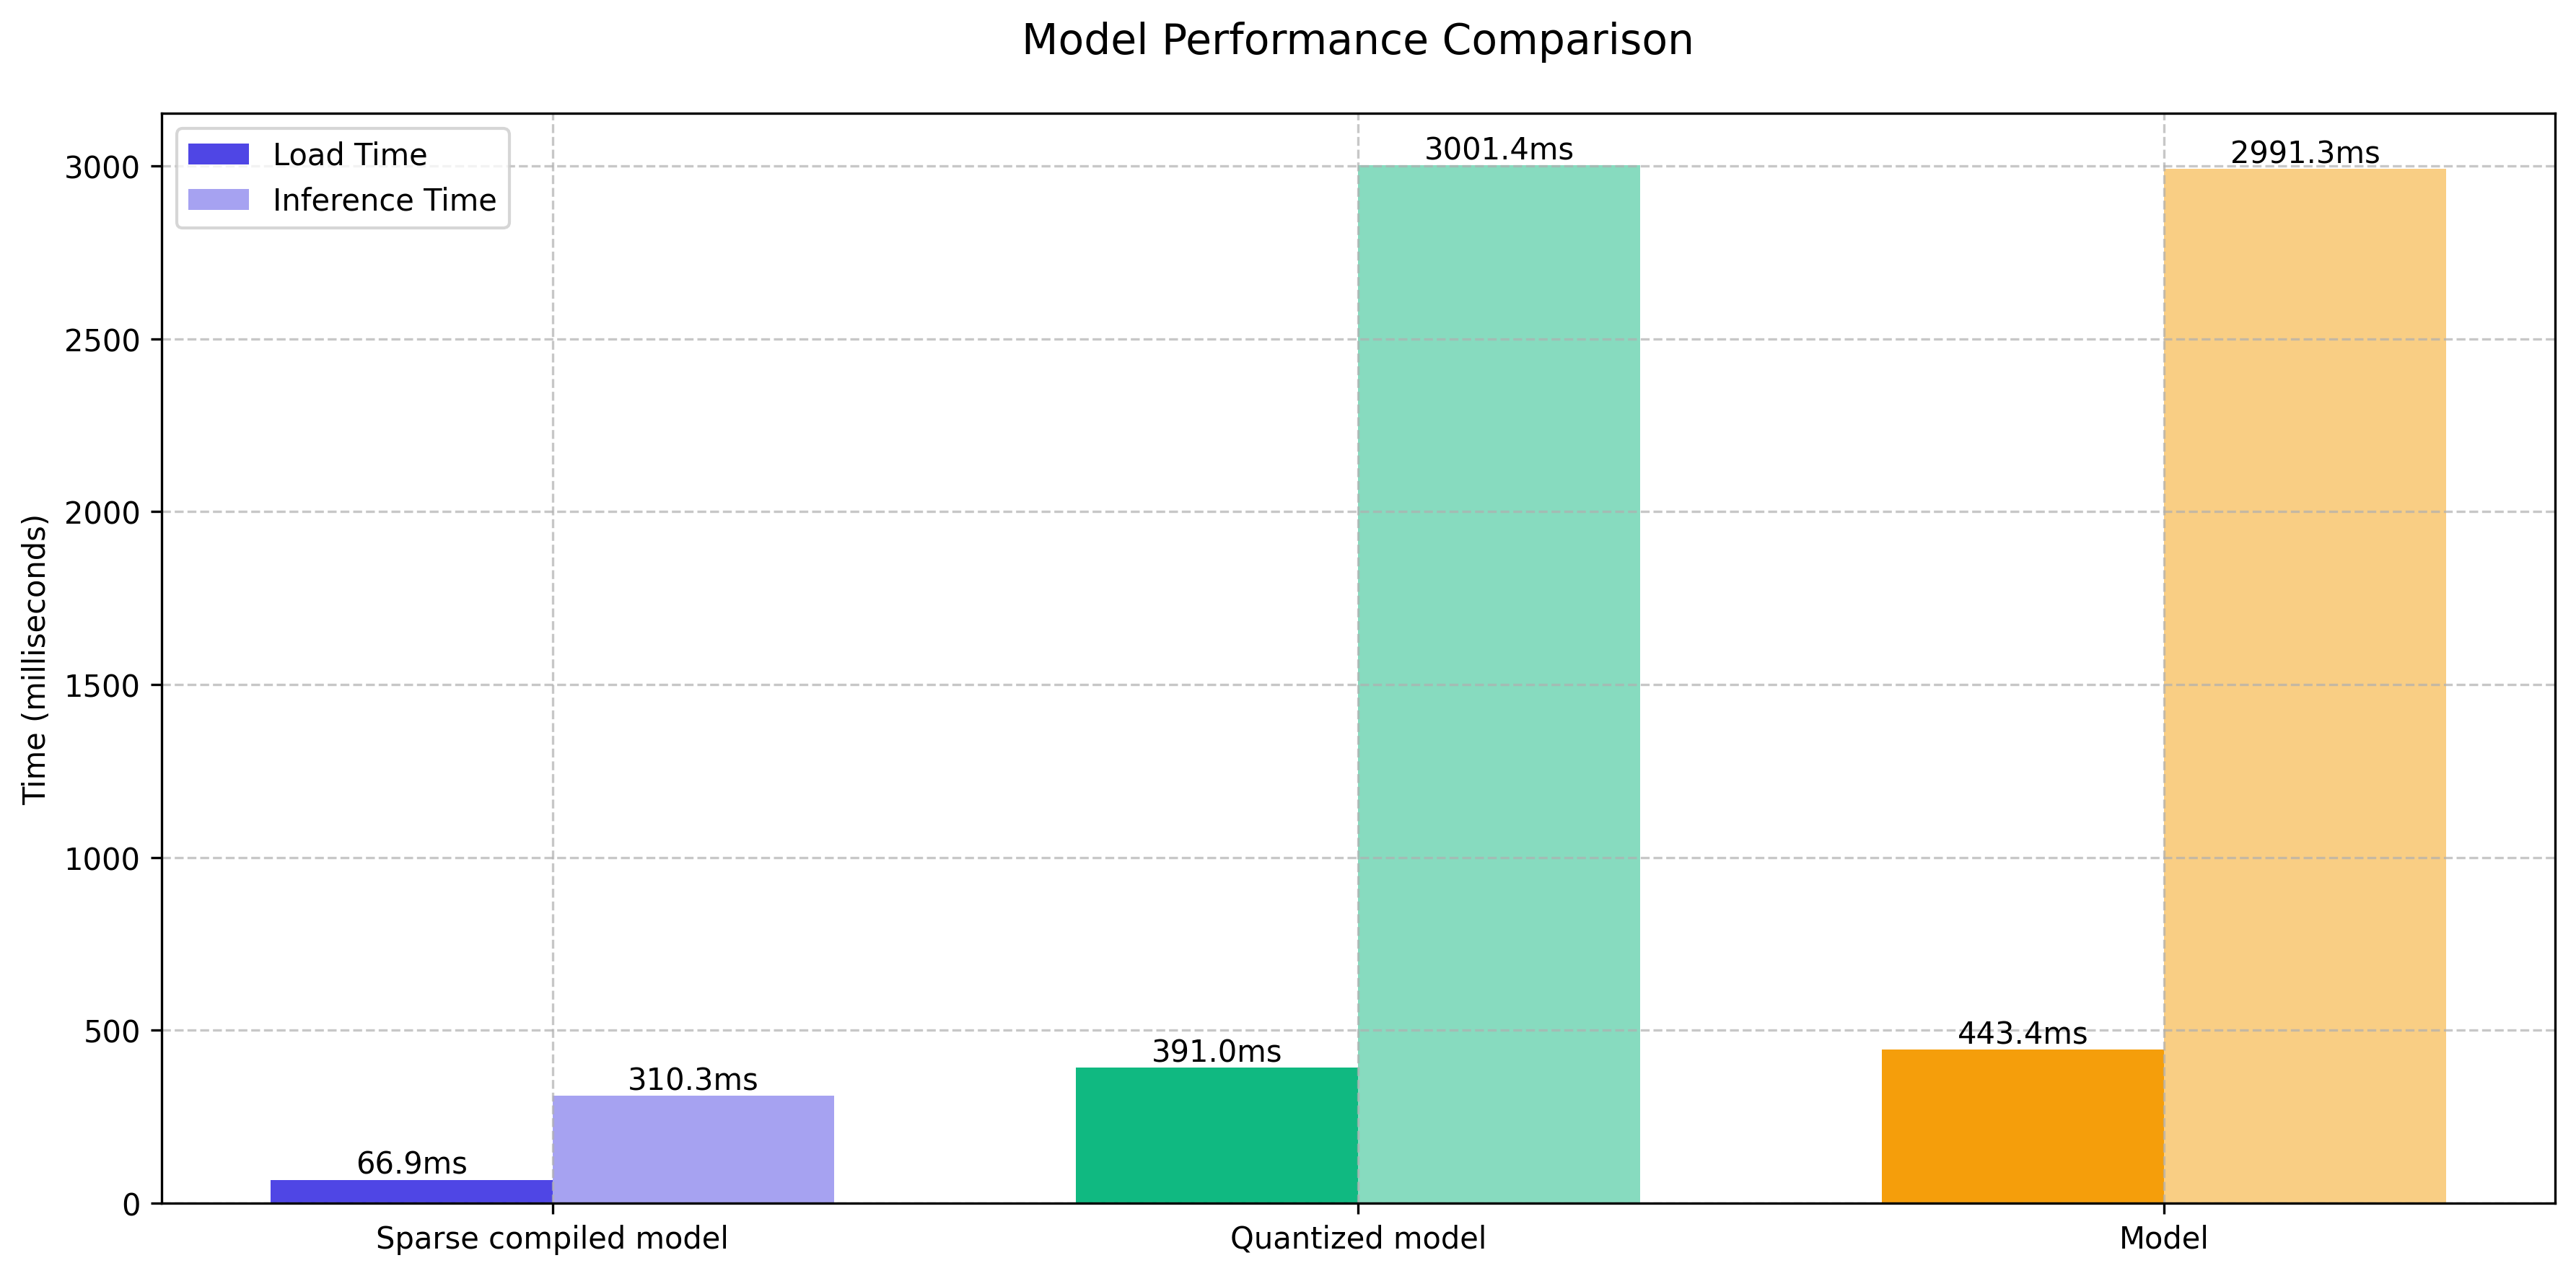 Model Performance Comparison
Load Time
Inference Time
Time (milliseconds)
3000
2500
2000
1500
1000
500
0
66.9ms
310.3ms
391.0ms
3001.4ms
443.4ms
2991.3ms
Sparse compiled model
Quantized model
Model